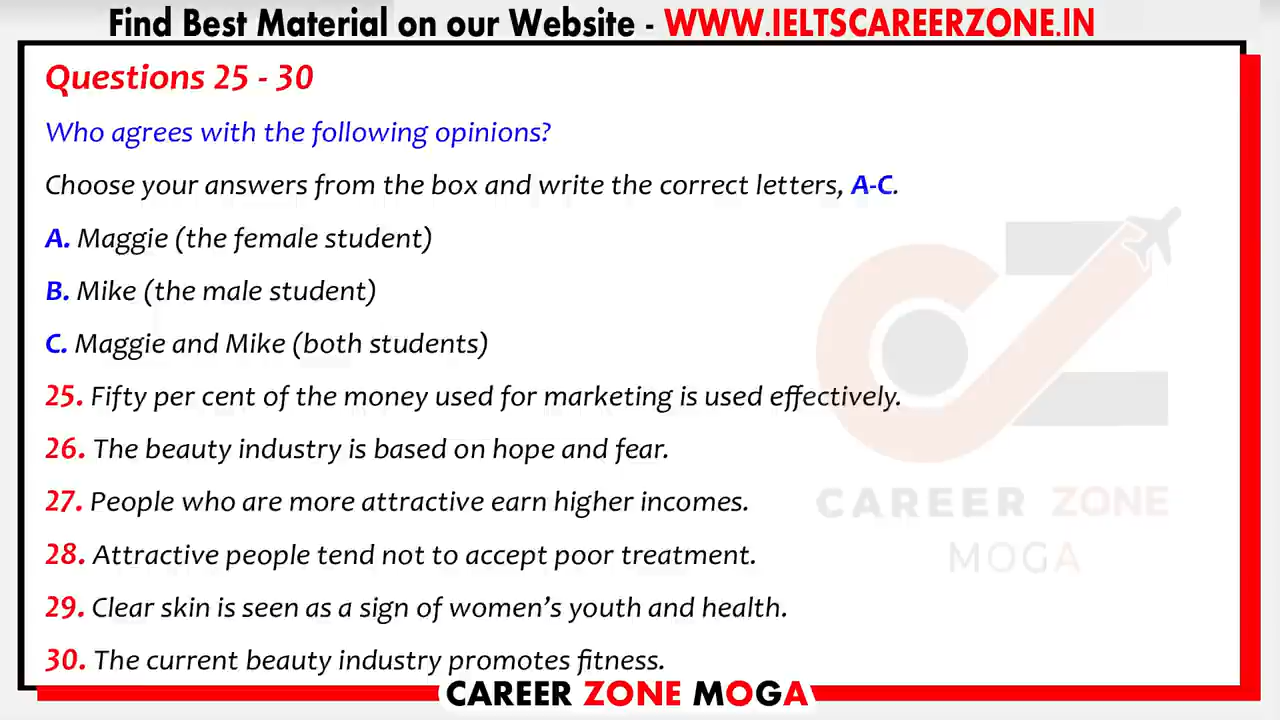 Find Best Material on our Website - WWW.IELTSCAREERZONE.IN
Questions 25 - 30
Who agrees with the following opinions?
Choose your answers from the box and write the correct letters, A-C.
A. Maggie (the female student)
B. Mike (the male student)
C. Maggie and Mike (both students)
25. Fifty per cent of the money used for marketing is used effectively.
26. The beauty industry is based on hope and fear.
27. People who are more attractive earn higher incomes.
CAREER ZONE
28. Attractive people tend not to accept poor treatment.
MOGA
29. Clear skin is seen as a sign of women’s youth and health.
30. The current beauty industry promotes fitness.
CAREER ZONE MOGA